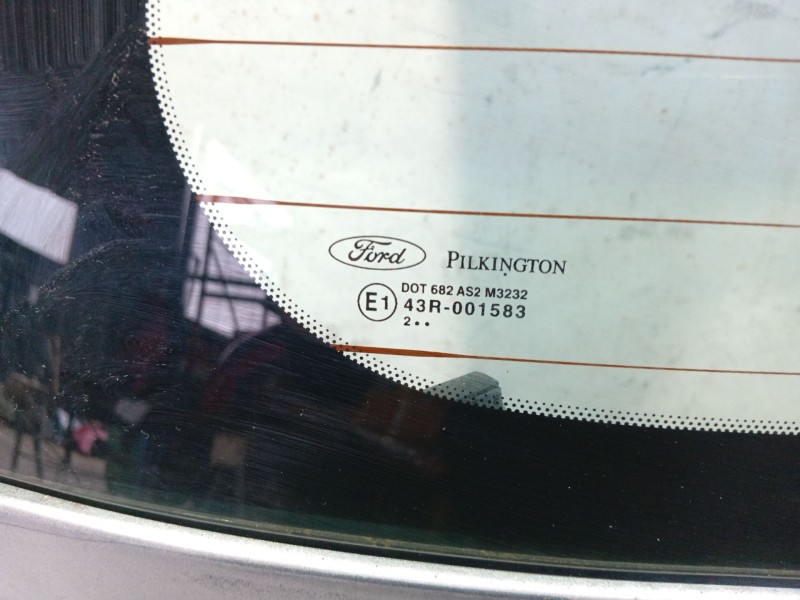 Ford PILKINGTON
DOT 682 AS2 M3232
E1 43R-001583
2••